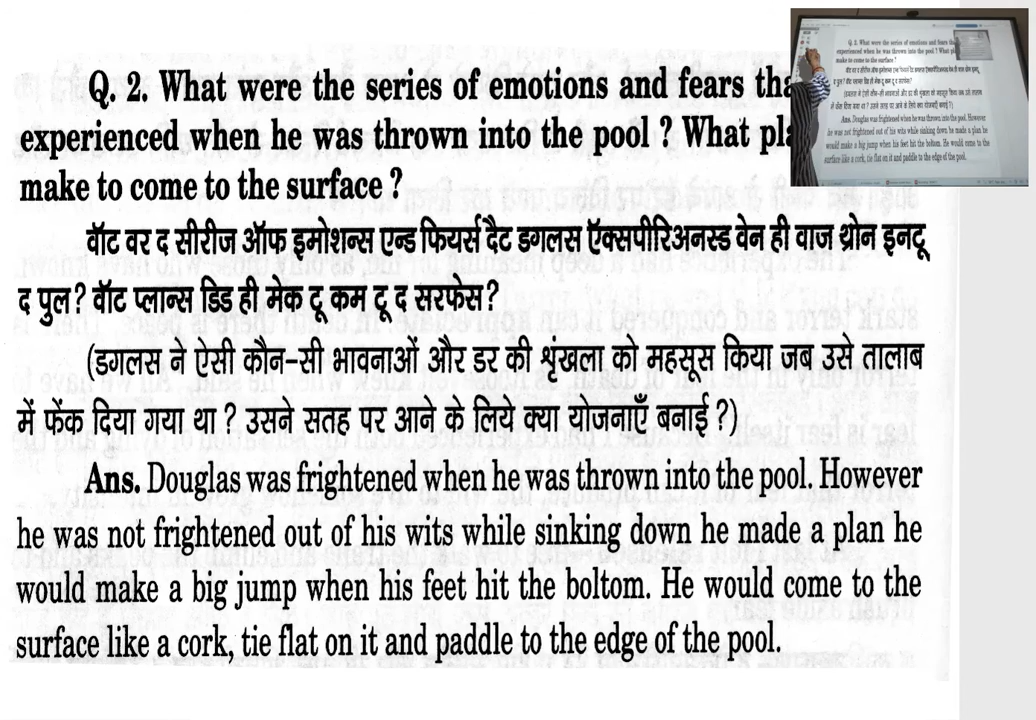 Q. 2. What were the series of emotions and fears
experienced when he was thrown into the pool ? What
make to come to the surface ?
वॉट वर द सीरीज ऑफ इमोशन्स एन्ड फियर्स दैट डगलस ऍक्सपीरिअनस्ड वेन ही वाज थ्रोन इनटू
द पुल? वॉट प्लान्स डिड ही मेक टू कम टू द सरफेस?
(डगलस ने ऐसी कौन-सी भावनाओं और डर की श्रृंखला को महसूस किया जब उसे तालाब
में फेंक दिया गया था ? उसने सतह पर आने के लिये क्या योजनाएँ बनाई ?)
Ans. Douglas was frightened when he was thrown into the pool. However
he was not frightened out of his wits while sinking down he made a plan he
would make a big jump when his feet hit the boltom. He would come to the
surface like a cork, tie flat on it and paddle to the edge of the pool.